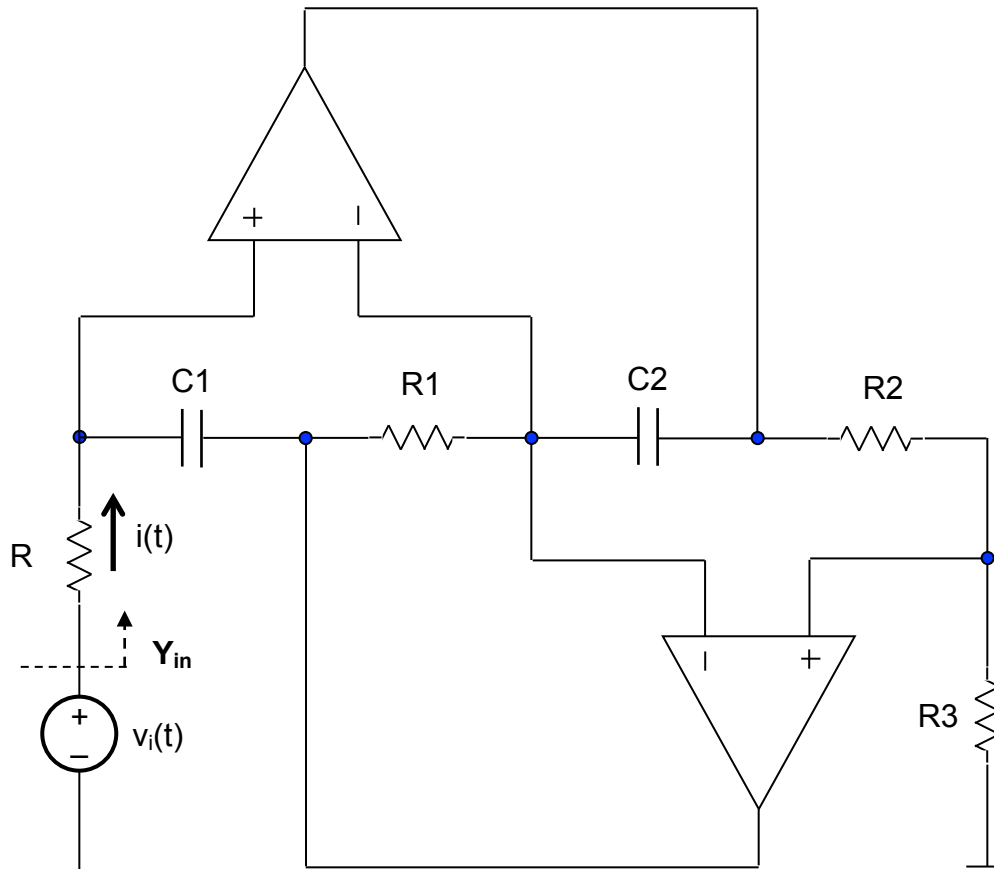 + −
C1
R1
C2
R2
R
i(t)
Yin
+
−
vi(t)
− +
R3